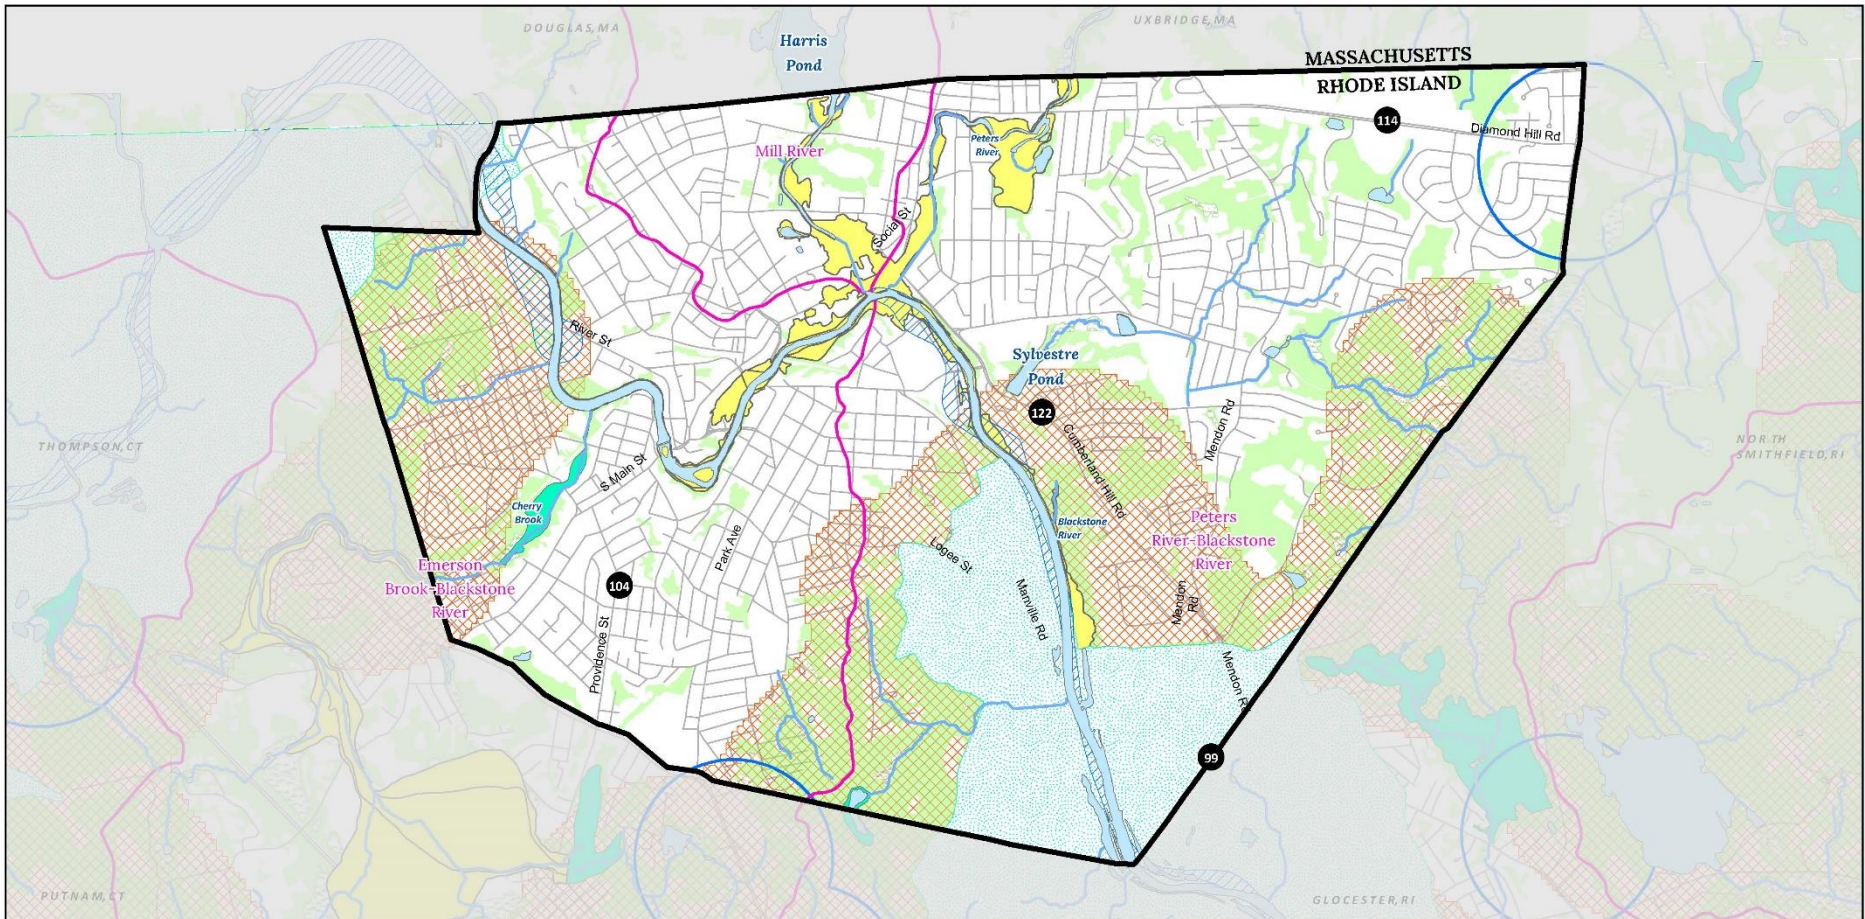 DOUGLAS, MA
UXBRIDGE, MA
Harris
Pond
MASSACHUSETTS
RHODE ISLAND
114
Diamond Hill Rd
Peters
River
Mill River
Social St
River St
Sylvestre
Pond
122
Mendon Rd
Cumberland Hill Rd
THOMPSON, CT
NORTH
SMITHFIELD, RI
S Main St
Cherry
Brook
Park Ave
Blackstone
River
Peters
River-Blackstone
River
Logee St
Emerson
Brook-Blackstone
River
104
Manville Rd
Mendon
Rd
Providence St
Mendon Rd
99
PUTNAM, CT
GLOCESTER, RI